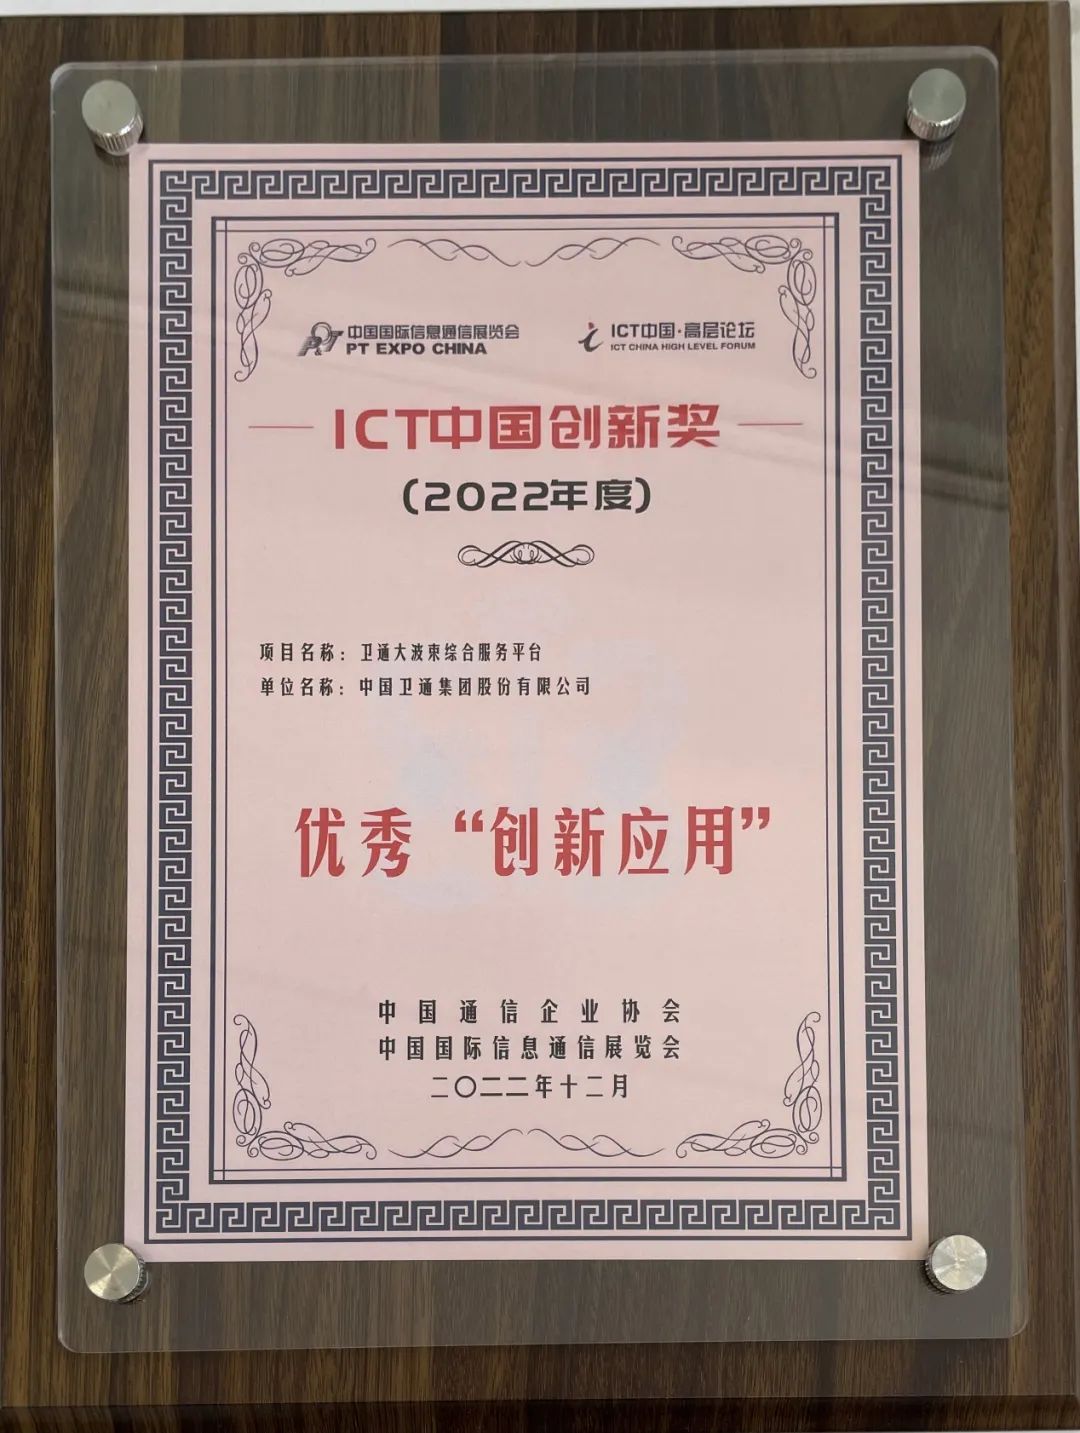 中国国际信息通信展览会
PT EXPO CHINA
ICT中国·高层论坛
ICT CHINA HIGH LEVEL FORUM
ICT中国创新奖
(2022年度)
项目名称：卫通大波束综合服务平台
单位名称：中国卫通集团股份有限公司
优秀“创新应用”
中国通信企业协会
中国国际信息通信展览会
二〇二二年十二月